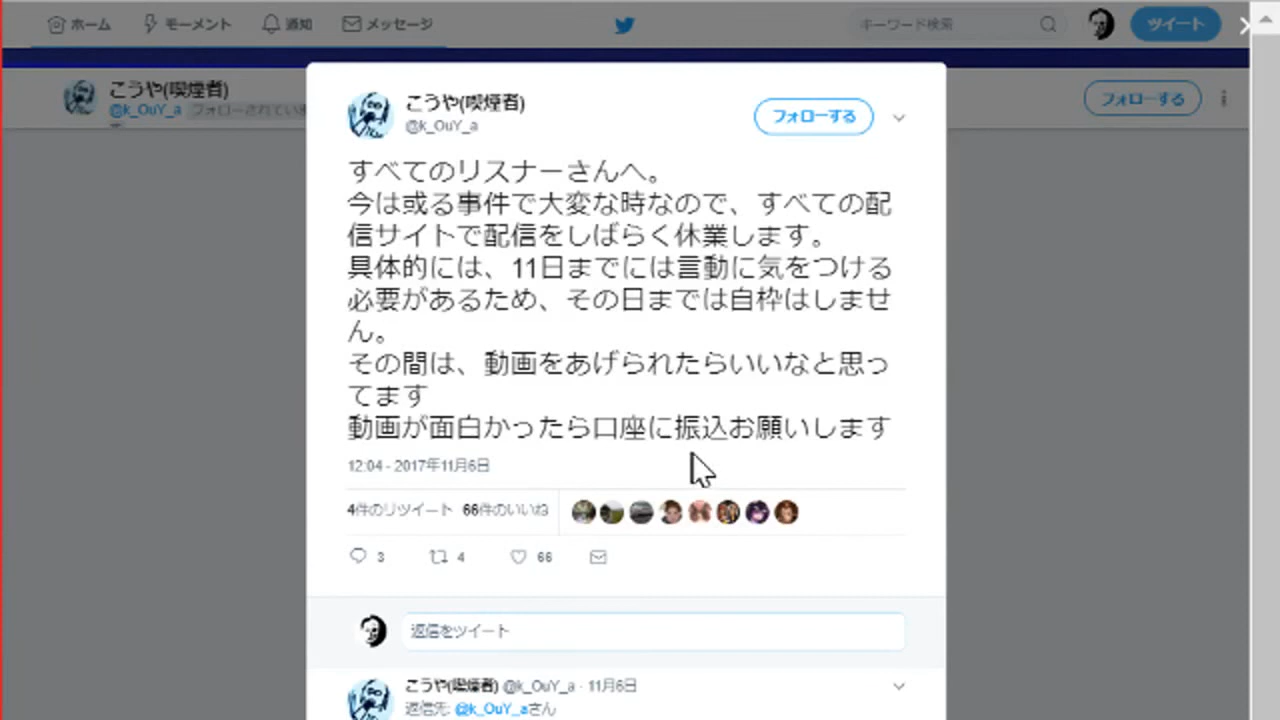 ホーム モーメント 通知 メッセージ キーワード検索 ツイート
こうや(喫煙者)
@k_OuY_a フォローされています
フォローする
こうや(喫煙者)
@k_OuY_a
フォローする
すべてのリスナーさんへ。
今は或る事件で大変な時なので、すべての配
信サイトで配信をしばらく休業します。
具体的には、11日までには言動に気をつける
必要があるため、その日までは自枠はしませ
ん。
その間は、動画をあげられたらいいなと思っ
てます
動画が面白かったら口座に振込お願いします
12:04 - 2017年11月6日
4件のリツイート 66件のいいね
3 4 66
返信をツイート
こうや(喫煙者) @k_OuY_a · 11月6日
返信先: @k_OuY_aさん